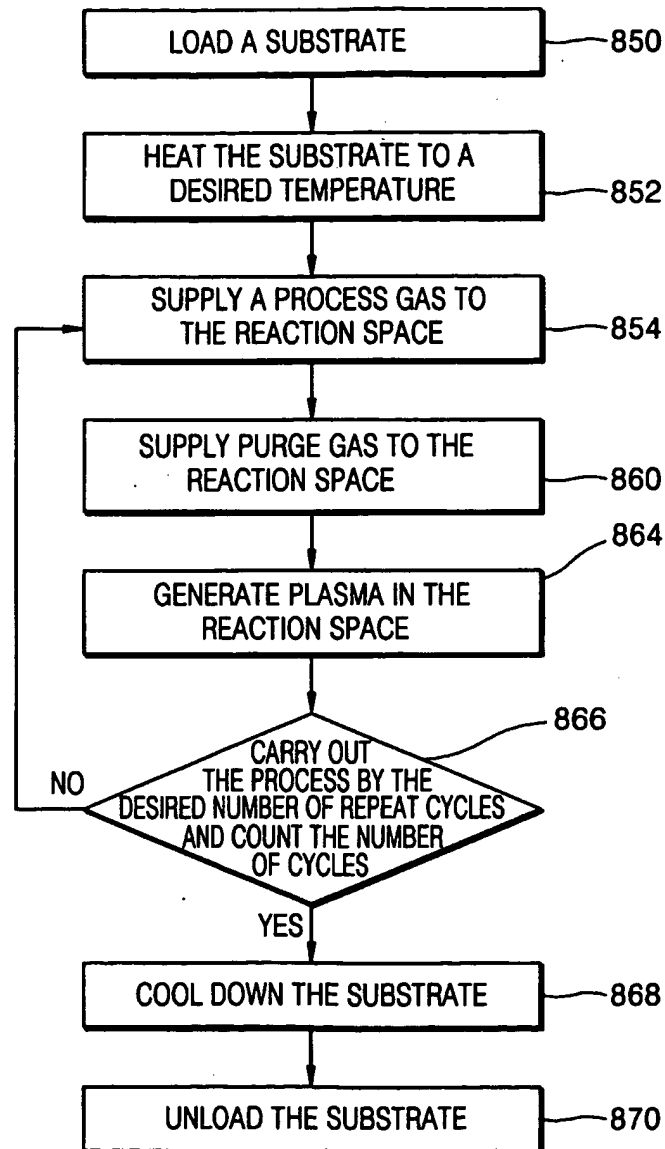 LOAD A SUBSTRATE
850
HEAT THE SUBSTRATE TO A
DESIRED TEMPERATURE
852
SUPPLY A PROCESS GAS TO
THE REACTION SPACE
854
SUPPLY PURGE GAS TO THE
REACTION SPACE
860
864
GENERATE PLASMA IN THE
REACTION SPACE
866
CARRY OUT
THE PROCESS BY THE
DESIRED NUMBER OF REPEAT CYCLES
AND COUNT THE NUMBER
OF CYCLES
NO
YES
COOL DOWN THE SUBSTRATE
868
UNLOAD THE SUBSTRATE
870